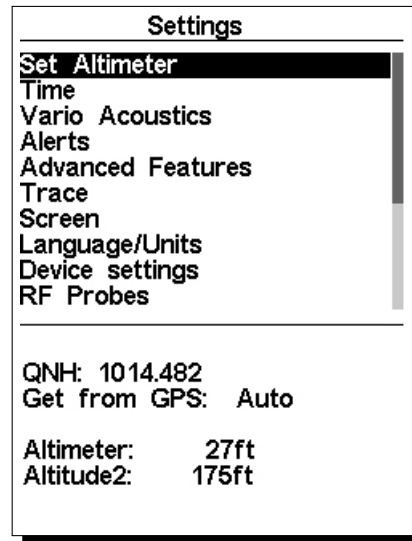 Settings
Set Altimeter
Time
Vario Acoustics
Alerts
Advanced Features
Trace
Screen
Language/Units
Device settings
RF Probes
QNH: 1014.482
Get from GPS: Auto
Altimeter: 27ft
Altitude2: 175ft